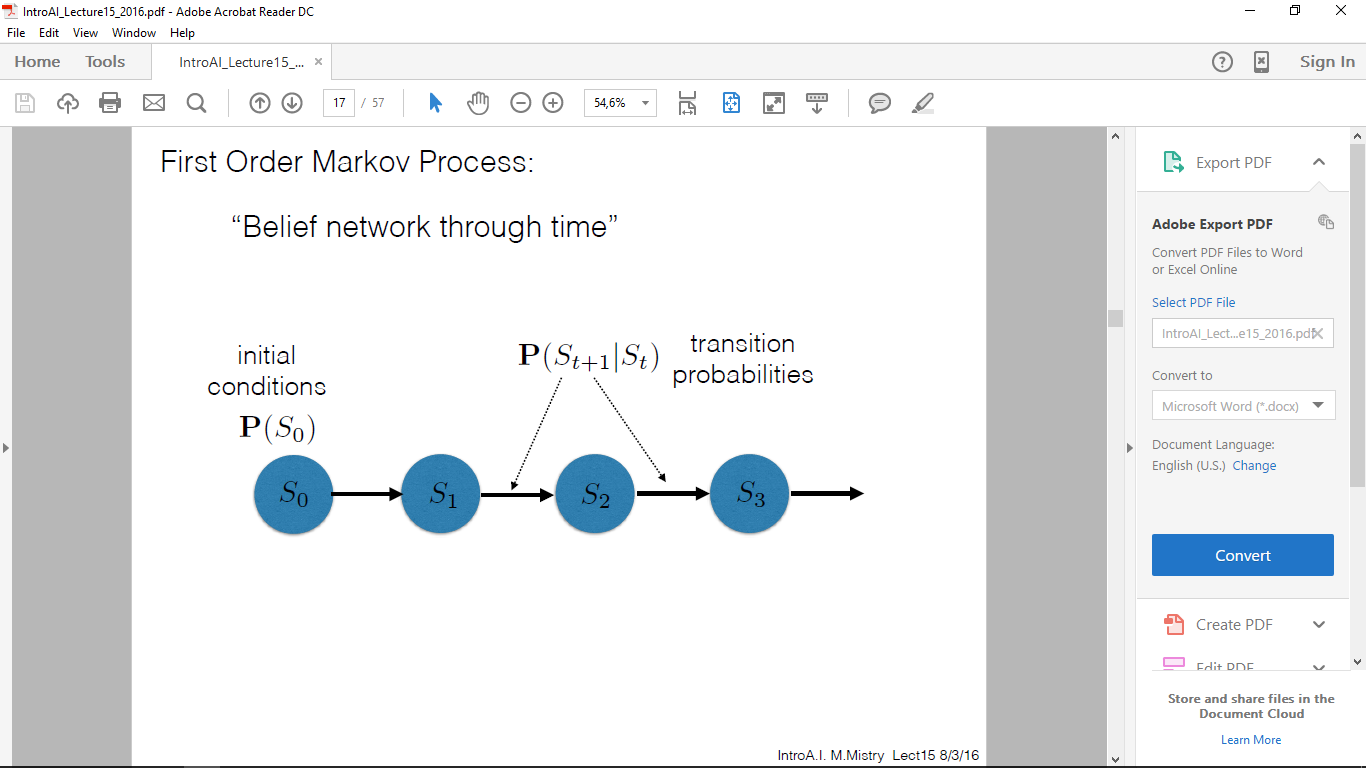 IntroAI_Lecture15_2016.pdf - Adobe Acrobat Reader DC
File Edit View Window Help
Home Tools IntroAI_Lecture15_... × ? Sign In
17 / 57 54,6%
First Order Markov Process:
“Belief network through time”
initial
conditions
P(S₀)
P(Sₜ₊₁|Sₜ)
transition
probabilities
S₀ S₁ S₂ S₃
IntroA.I. M.Mistry Lect15 8/3/16
Export PDF
Adobe Export PDF
Convert PDF Files to Word
or Excel Online
Select PDF File
IntroAI_Lect...e15_2016.pdf
Convert to
Microsoft Word (*.docx)
Document Language:
English (U.S.) Change
Convert
Create PDF
Edit PDF
Store and share files in the
Document Cloud
Learn More